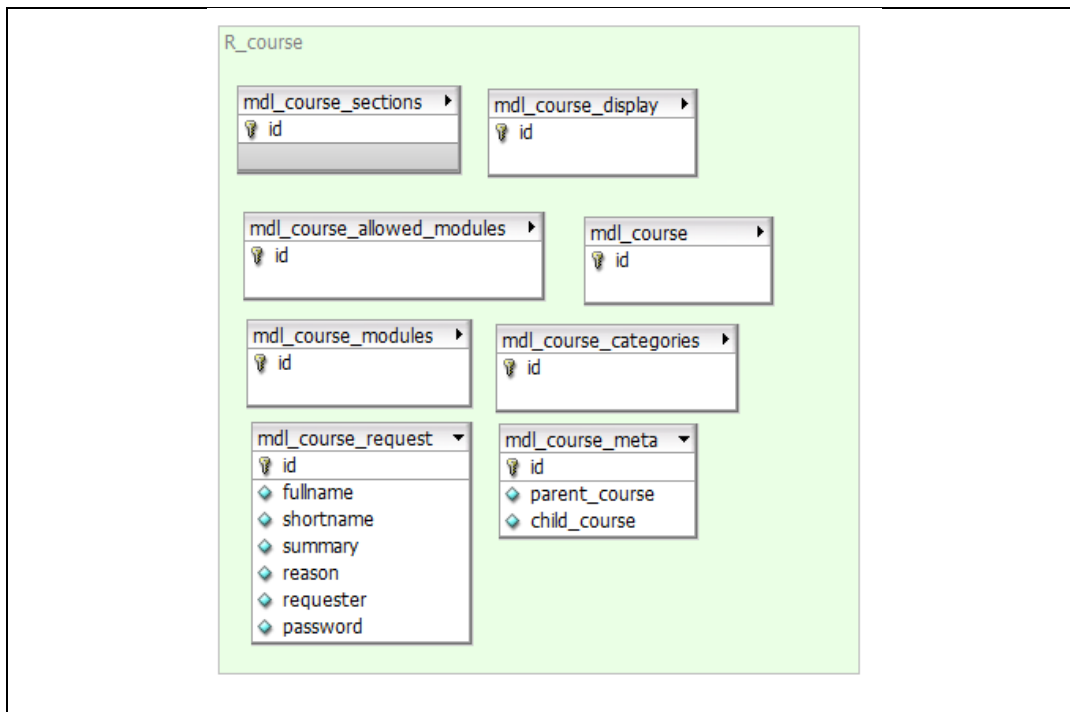 R_course
mdl_course_sections
id
mdl_course_display
id
mdl_course_allowed_modules
id
mdl_course
id
mdl_course_modules
id
mdl_course_categories
id
mdl_course_request
id
fullname
shortname
summary
reason
requester
password
mdl_course_meta
id
parent_course
child_course